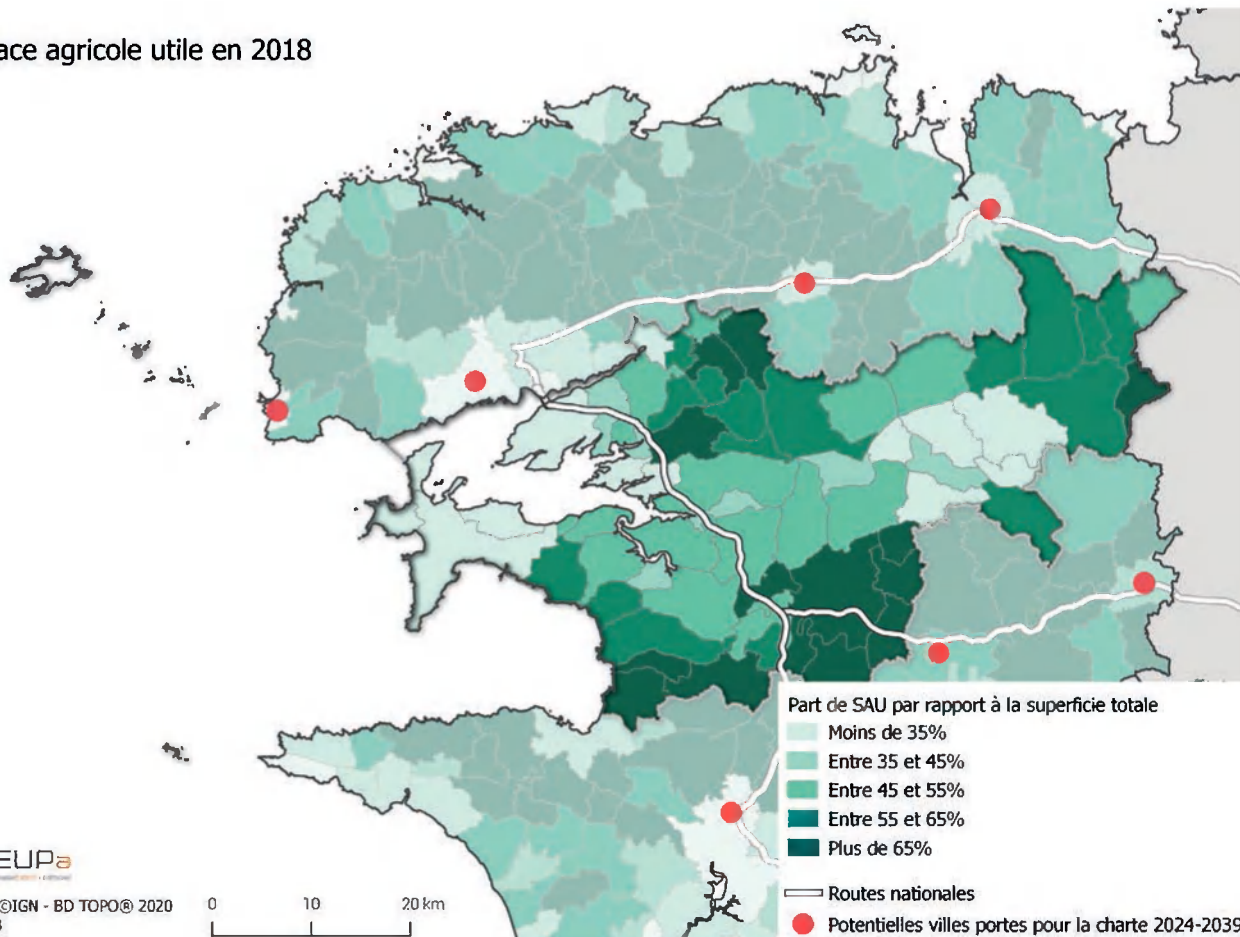 ace agricole utile en 2018
Part de SAU par rapport à la superficie totale
Moins de 35%
Entre 35 et 45%
Entre 45 et 55%
Entre 55 et 65%
Plus de 65%
Routes nationales
Potentielles villes portes pour la charte 2024-2039
EUPa
©IGN - BD TOPO® 2020
0 10 20 km